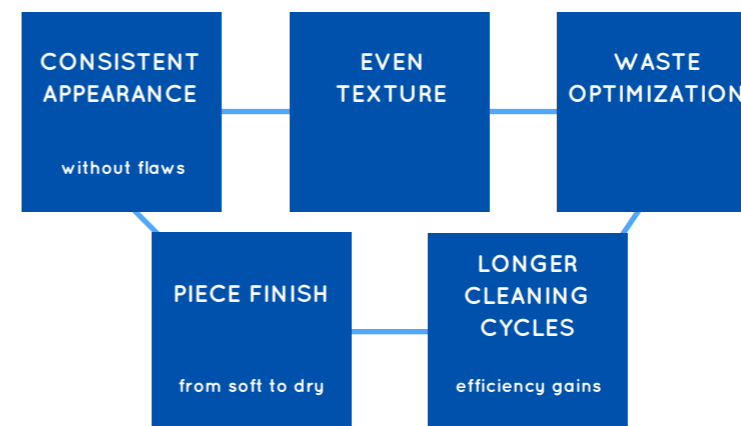 CONSISTENT
APPEARANCE
without flaws
EVEN
TEXTURE
WASTE
OPTIMIZATION
PIECE FINISH
from soft to dry
LONGER
CLEANING
CYCLES
efficiency gains